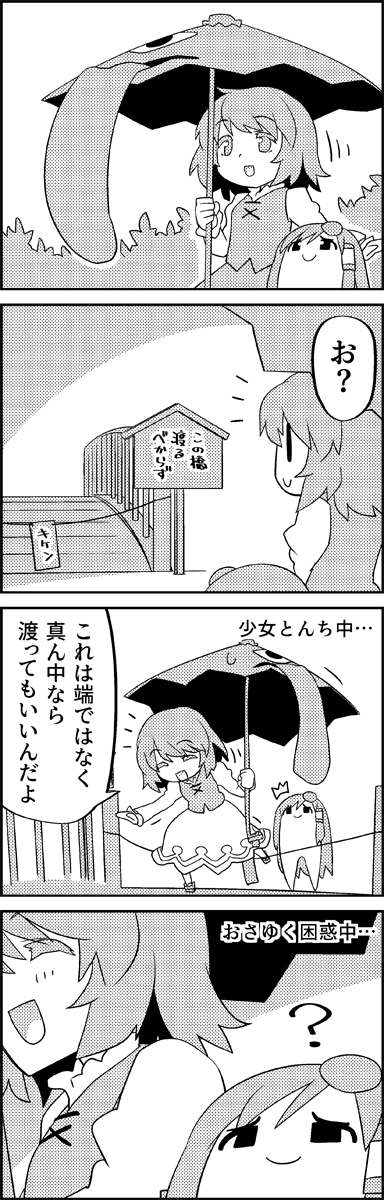 お?
この橋
渡る
べからず
キケン
少女とんち中…
これは端ではなく
真ん中なら
渡ってもいいんだよ
おさゆく困惑中…
?